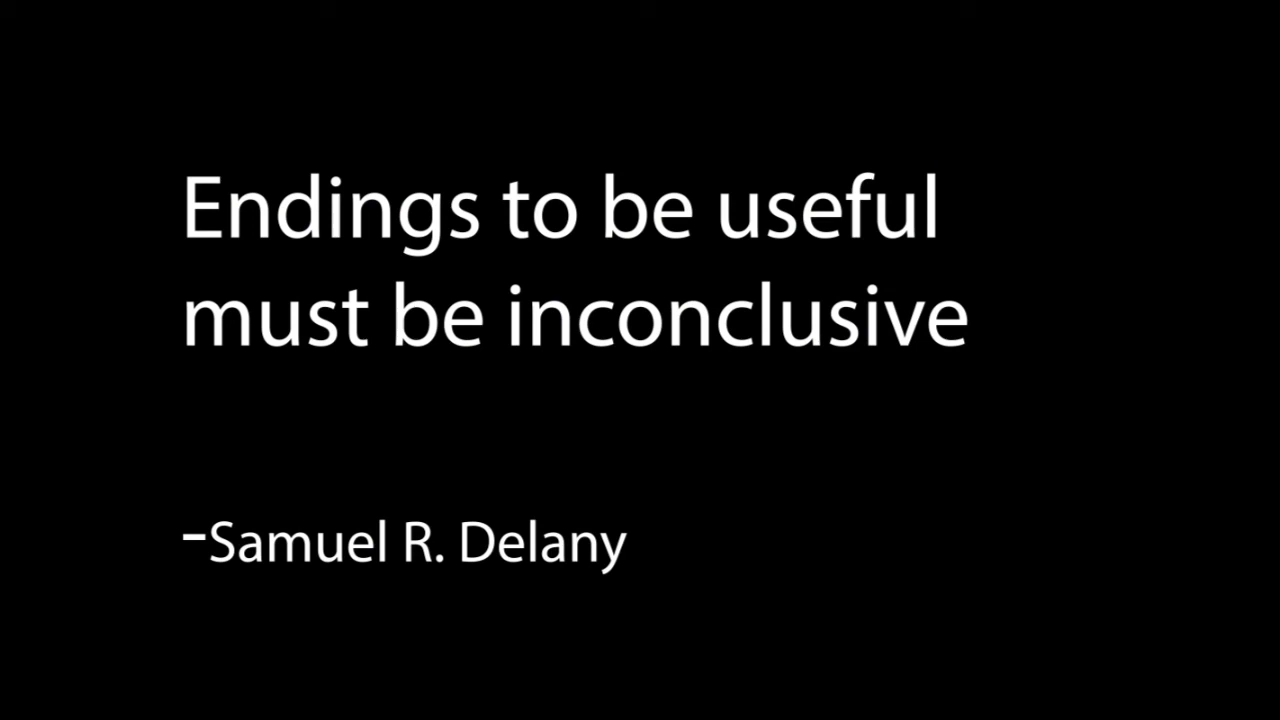 Endings to be useful
must be inconclusive
-Samuel R. Delany